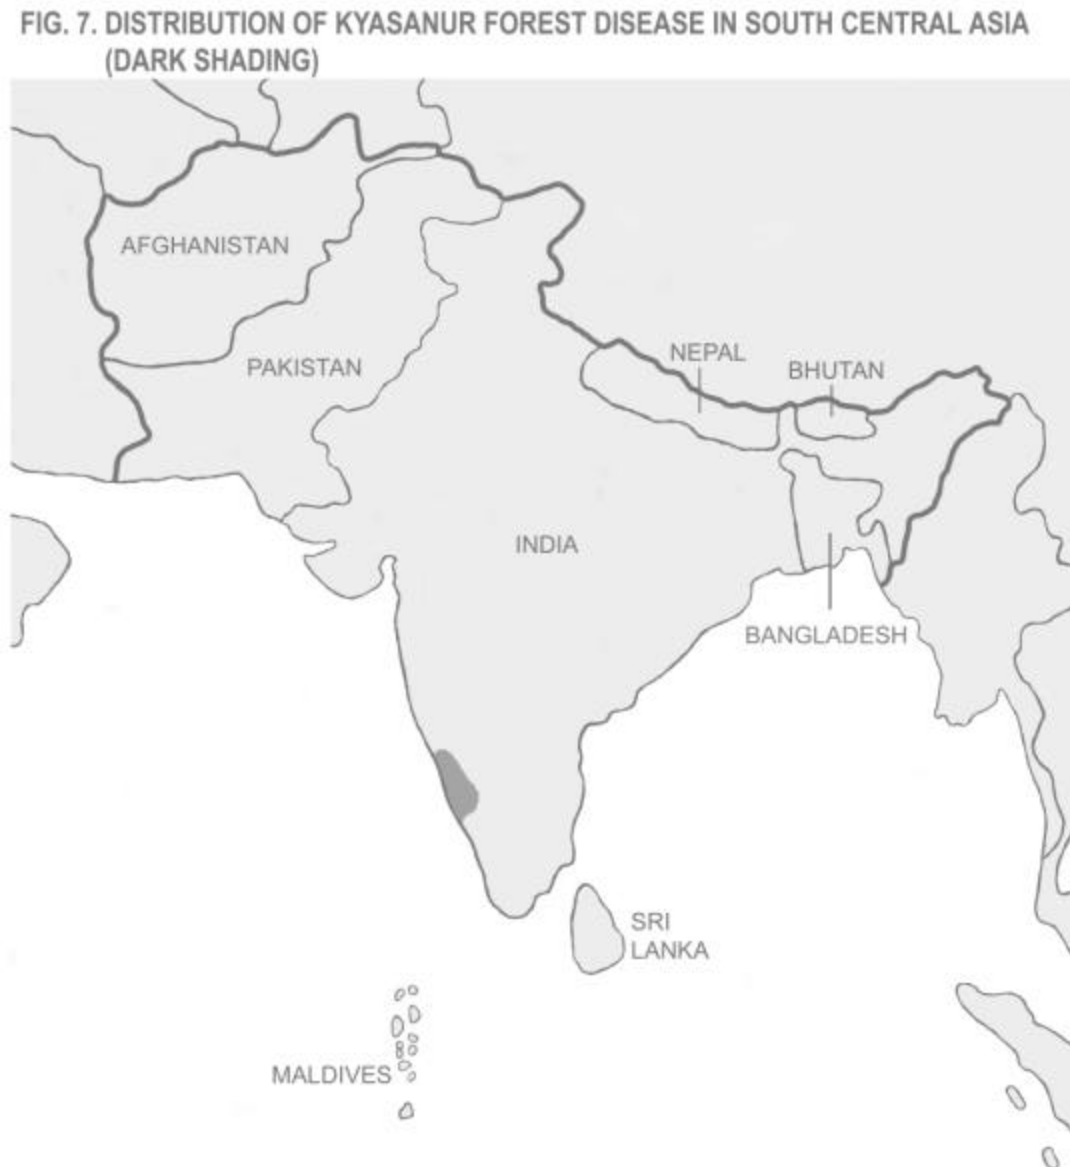 FIG. 7. DISTRIBUTION OF KYASANUR FOREST DISEASE IN SOUTH CENTRAL ASIA
(DARK SHADING)
AFGHANISTAN
PAKISTAN
NEPAL
BHUTAN
INDIA
BANGLADESH
SRI
LANKA
MALDIVES